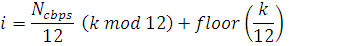 i = N_cbps/12 (k mod 12) + floor (k/12)